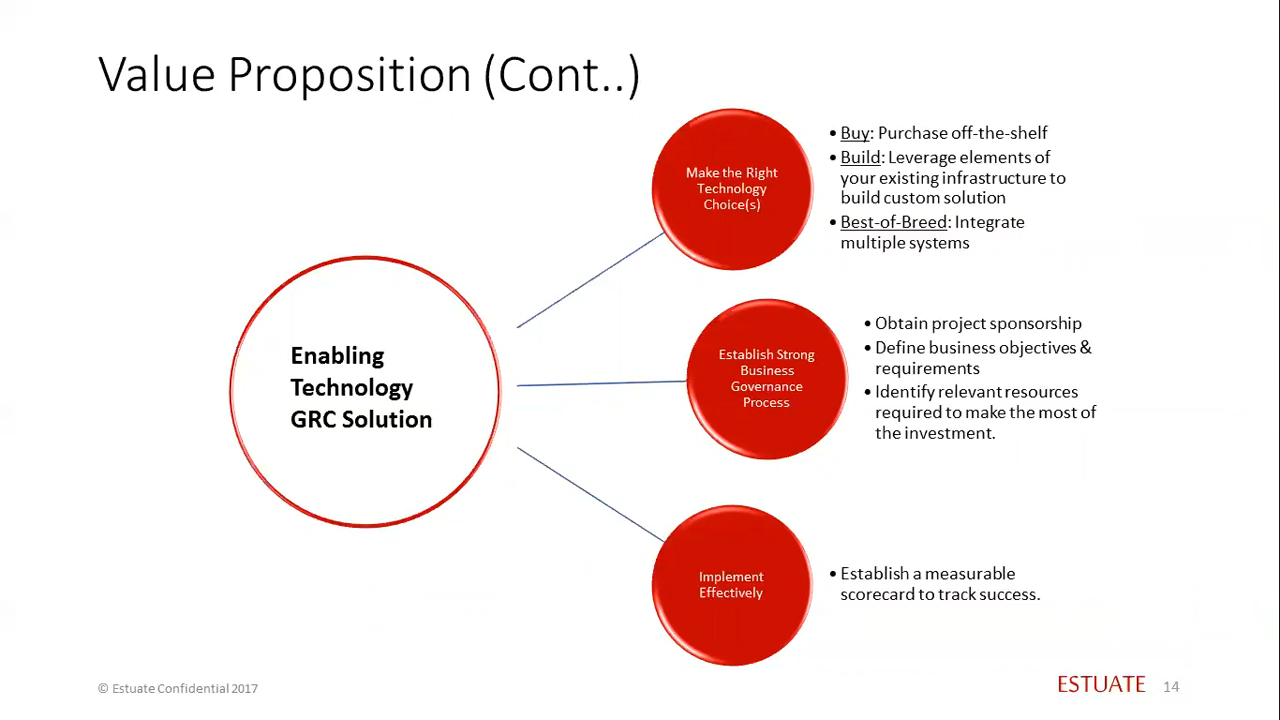 Value Proposition (Cont..)
Make the Right
Technology
Choice(s)
• Buy: Purchase off-the-shelf
• Build: Leverage elements of
your existing infrastructure to
build custom solution
• Best-of-Breed: Integrate
multiple systems
Enabling
Technology
GRC Solution
Establish Strong
Business
Governance
Process
• Obtain project sponsorship
• Define business objectives &
requirements
• Identify relevant resources
required to make the most of
the investment.
Implement
Effectively
• Establish a measurable
scorecard to track success.
© Estuate Confidential 2017
ESTUATE 14